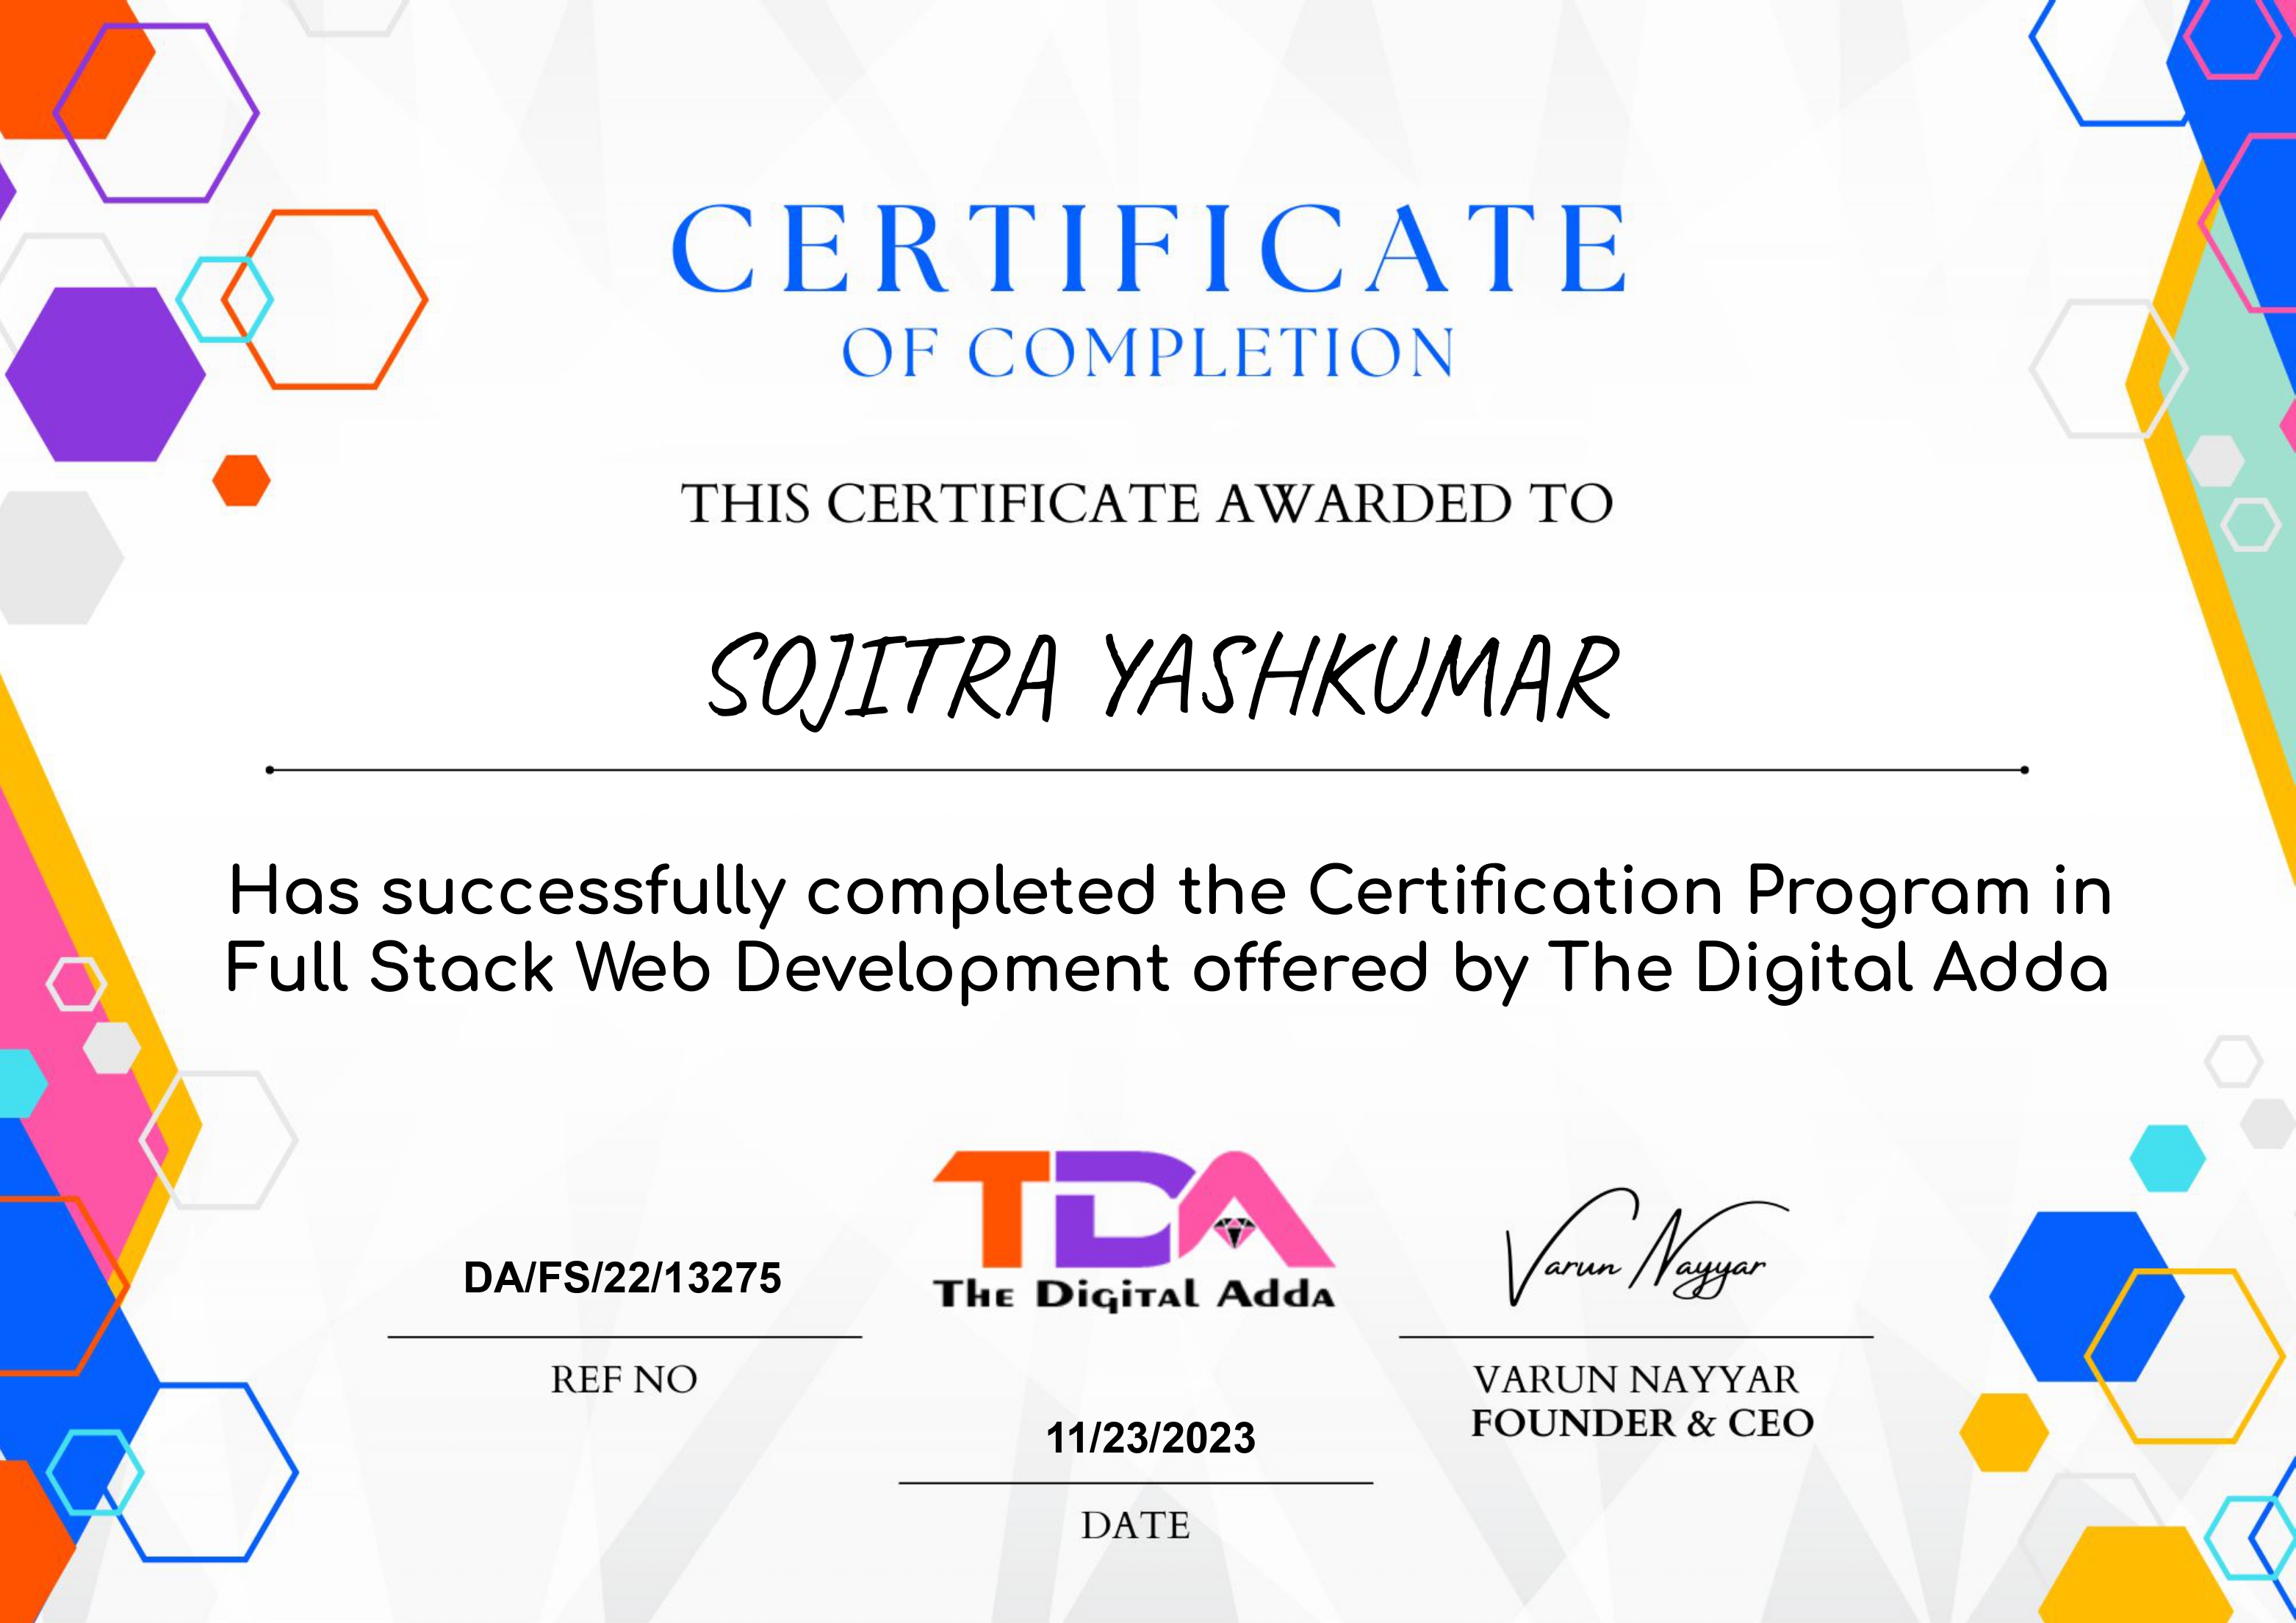 CERTIFICATE
OF COMPLETION
THIS CERTIFICATE AWARDED TO
SOJITRA YASHKUMAR
Has successfully completed the Certification Program in
Full Stack Web Development offered by The Digital Adda
DA/FS/22/13275
REF NO
TDA
The Digital Adda
11/23/2023
DATE
Varun Nayyar
VARUN NAYYAR
FOUNDER & CEO